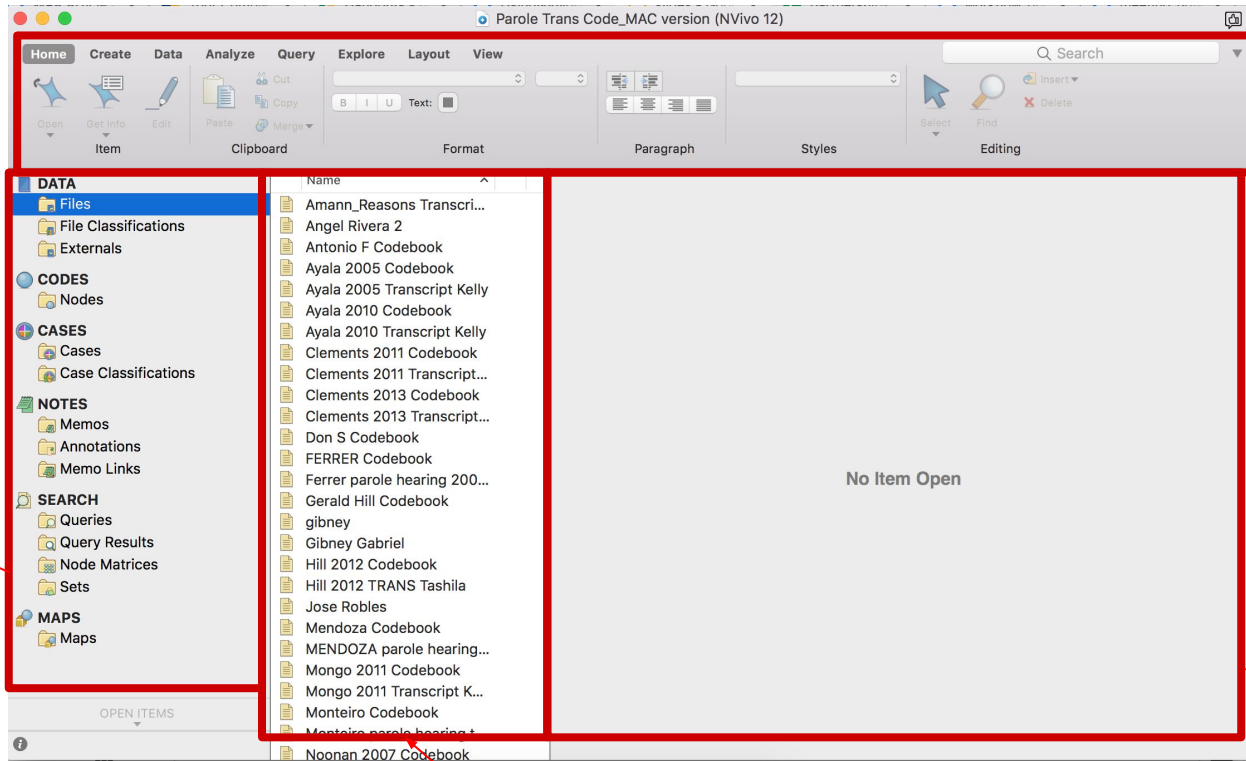 Parole Trans Code_MAC version (NVivo 12)
Home Create Data Analyze Query Explore Layout View
Search
Cut
Copy
Merge
Open Get Info Edit
Paste
B I U Text:
Insert
Delete
Select Find
Item Clipboard Format Paragraph Styles Editing
DATA
Files
File Classifications
Externals
CODES
Nodes
CASES
Cases
Case Classifications
NOTES
Memos
Annotations
Memo Links
SEARCH
Queries
Query Results
Node Matrices
Sets
MAPS
Maps
OPEN ITEMS
Name
Amann_Reasons Transcri...
Angel Rivera 2
Antonio F Codebook
Ayala 2005 Codebook
Ayala 2005 Transcript Kelly
Ayala 2010 Codebook
Ayala 2010 Transcript Kelly
Clements 2011 Codebook
Clements 2011 Transcript...
Clements 2013 Codebook
Clements 2013 Transcript...
Don S Codebook
FERRER Codebook
Ferrer parole hearing 200...
Gerald Hill Codebook
gibney
Gibney Gabriel
Hill 2012 Codebook
Hill 2012 TRANS Tashila
Jose Robles
Mendoza Codebook
MENDOZA parole hearing...
Mongo 2011 Codebook
Mongo 2011 Transcript K...
Monteiro Codebook
Monteiro parole hearing t...
Noonan 2007 Codebook
No Item Open